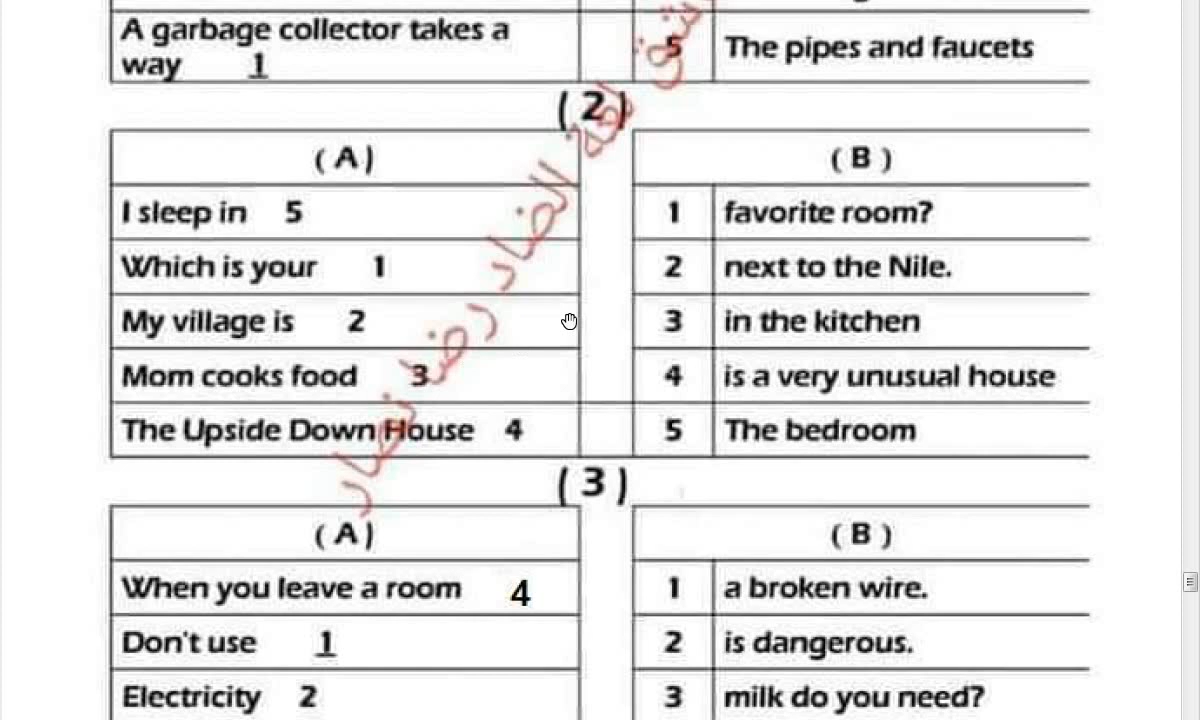 A garbage collector takes a
way 1
5 The pipes and faucets
( 2 )
( A ) ( B )
I sleep in 5 1 favorite room?
Which is your 1 2 next to the Nile.
My village is 2 3 in the kitchen
Mom cooks food 3 4 is a very unusual house
The Upside Down House 4 5 The bedroom
( 3 )
( A ) ( B )
When you leave a room 4 1 a broken wire.
Don't use 1 2 is dangerous.
Electricity 2 3 milk do you need?